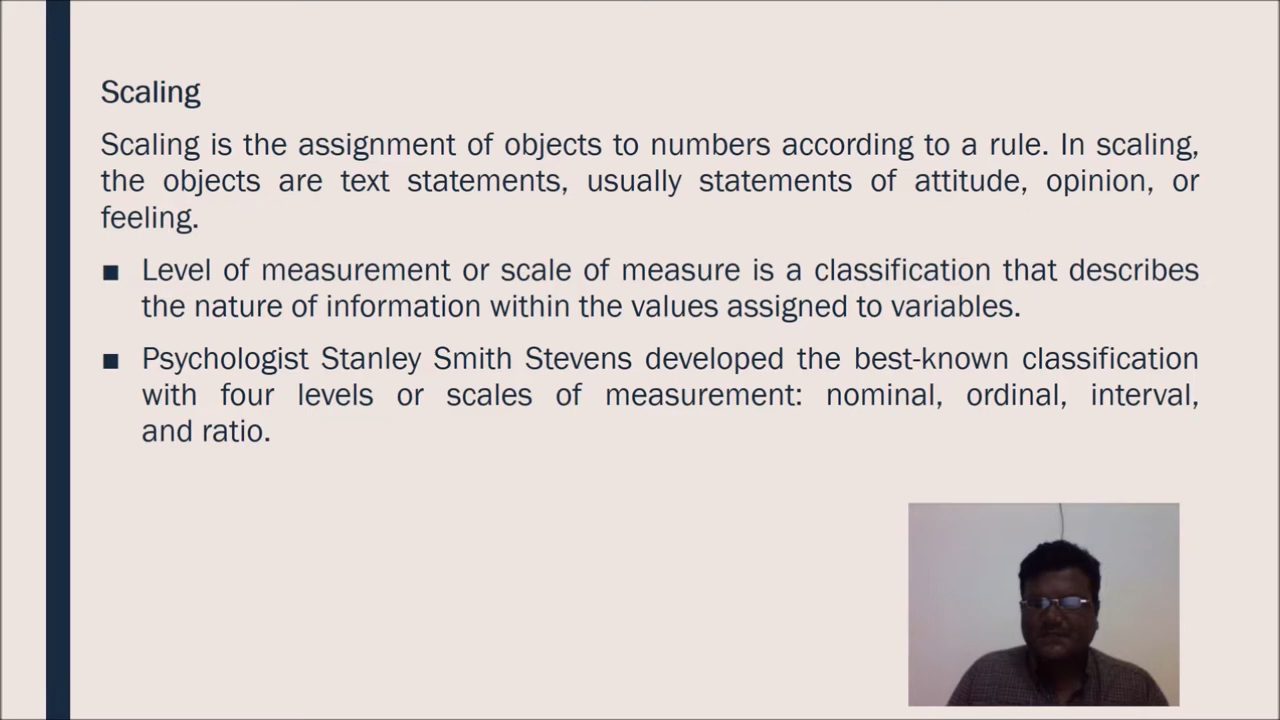 Scaling
Scaling is the assignment of objects to numbers according to a rule. In scaling,
the objects are text statements, usually statements of attitude, opinion, or
feeling.
■ Level of measurement or scale of measure is a classification that describes
the nature of information within the values assigned to variables.
■ Psychologist Stanley Smith Stevens developed the best-known classification
with four levels or scales of measurement: nominal, ordinal, interval,
and ratio.